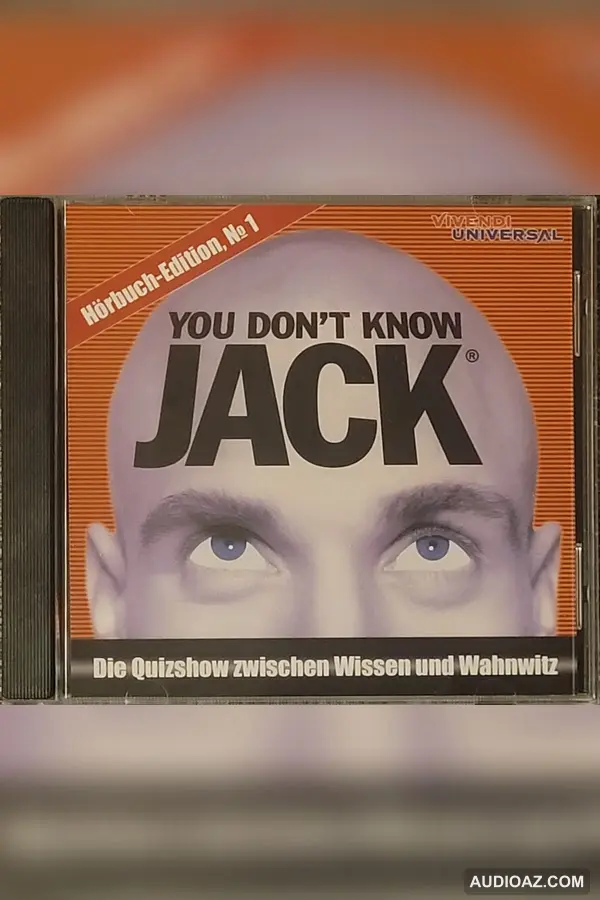 Hörbuch-Edition, № 1
VIVENDI
UNIVERSAL
YOU DON'T KNOW
JACK®
Die Quizshow zwischen Wissen und Wahnwitz
AUDIOAZ.COM